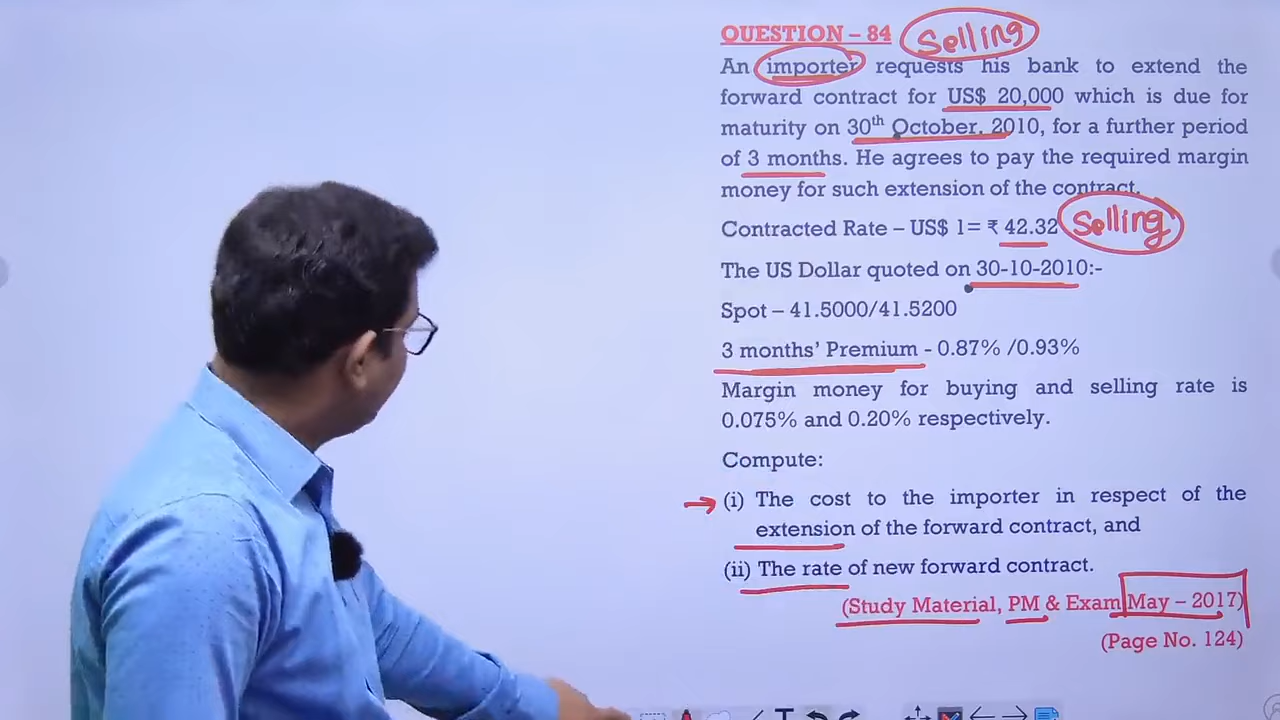 QUESTION – 84 Selling
An importer requests his bank to extend the
forward contract for US$ 20,000 which is due for
maturity on 30th October, 2010, for a further period
of 3 months. He agrees to pay the required margin
money for such extension of the contract.
Contracted Rate – US$ 1= ₹ 42.32 Selling
The US Dollar quoted on 30-10-2010:-
Spot – 41.5000/41.5200
3 months' Premium - 0.87% /0.93%
Margin money for buying and selling rate is
0.075% and 0.20% respectively.
Compute:
(i) The cost to the importer in respect of the
extension of the forward contract, and
(ii) The rate of new forward contract.
(Study Material, PM & Exam May – 2017)
(Page No. 124)